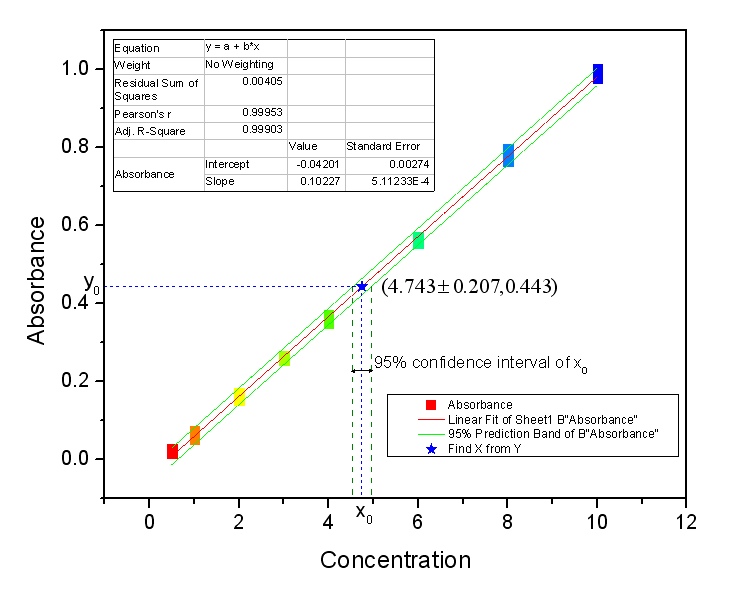 Equation y = a + b*x
Weight No Weighting
Residual Sum of Squares 0.00405
Pearson's r 0.99953
Adj. R-Square 0.99903
Value Standard Error
Absorbance Intercept -0.04201 0.00274
Slope 0.10227 5.11233E-4
1.0
0.8
0.6
0.4
0.2
0.0
Absorbance
y0
(4.743±0.207,0.443)
95% confidence interval of x0
Absorbance
Linear Fit of Sheet1 B"Absorbance"
95% Prediction Band of B"Absorbance"
Find X from Y
x0
0 2 4 6 8 10 12
Concentration